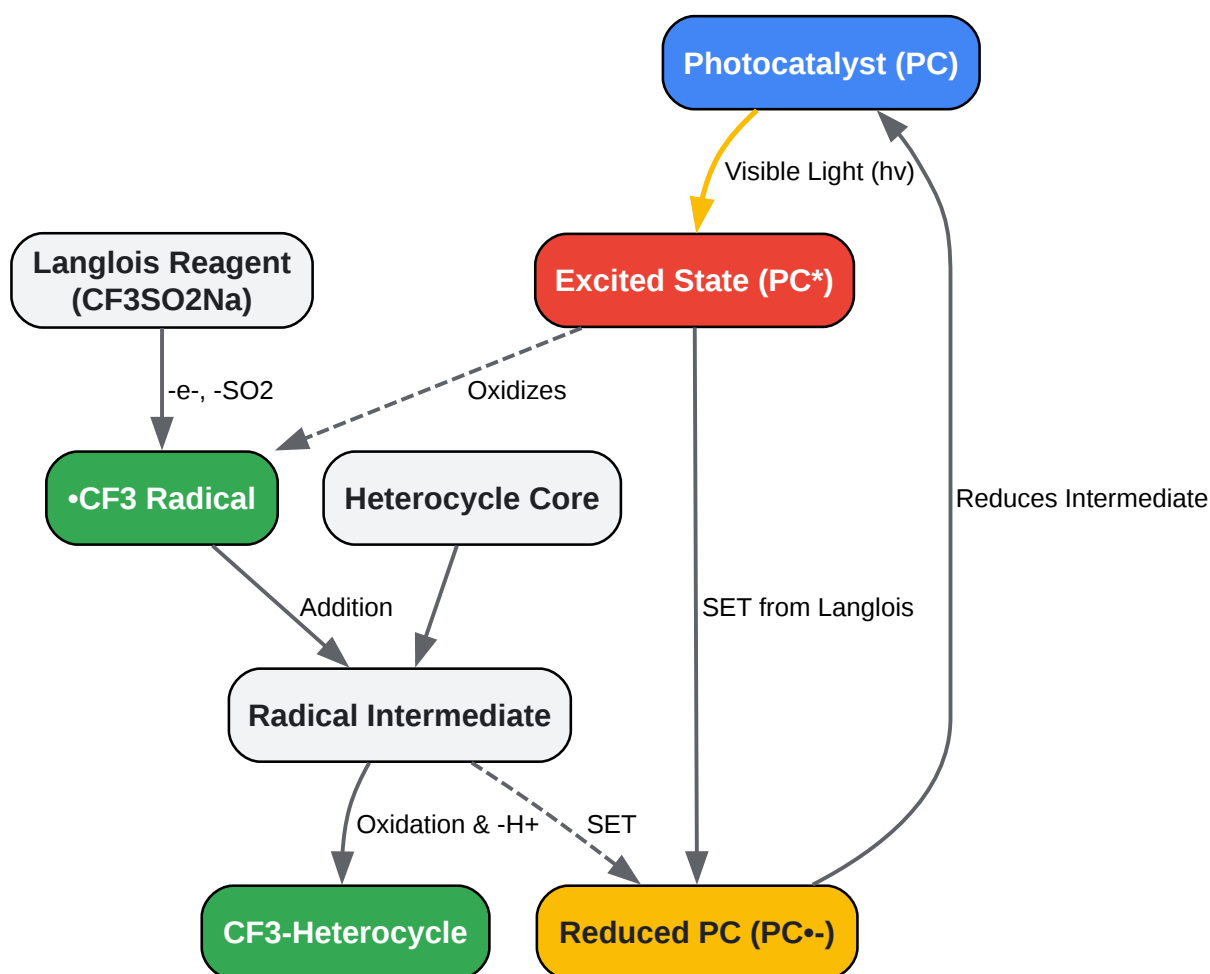 Photocatalyst (PC)
Visible Light (hv)
Langlois Reagent
(CF3SO2Na)
Excited State (PC*)
-e-, -SO2
Oxidizes
•CF3 Radical
Heterocycle Core
Reduces Intermediate
Addition
SET from Langlois
Radical Intermediate
Oxidation & -H+
SET
CF3-Heterocycle
Reduced PC (PC•-)